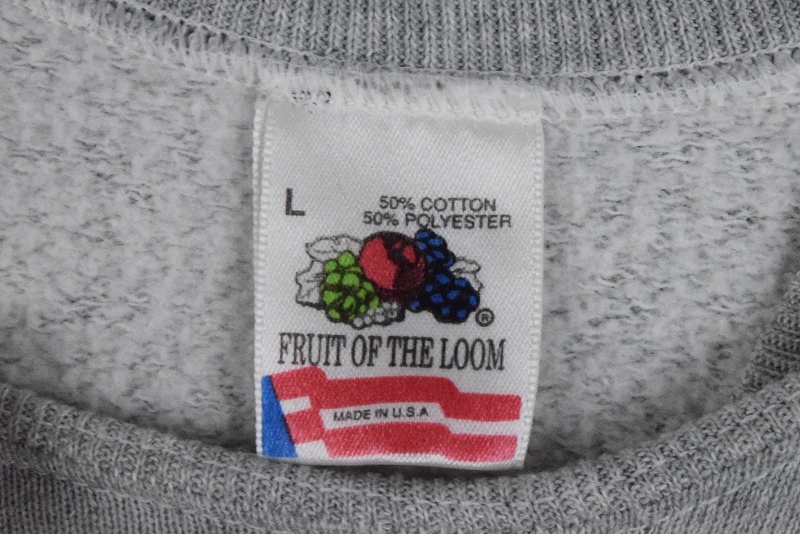 L
50% COTTON
50% POLYESTER
®
FRUIT OF THE LOOM
MADE IN U.S.A